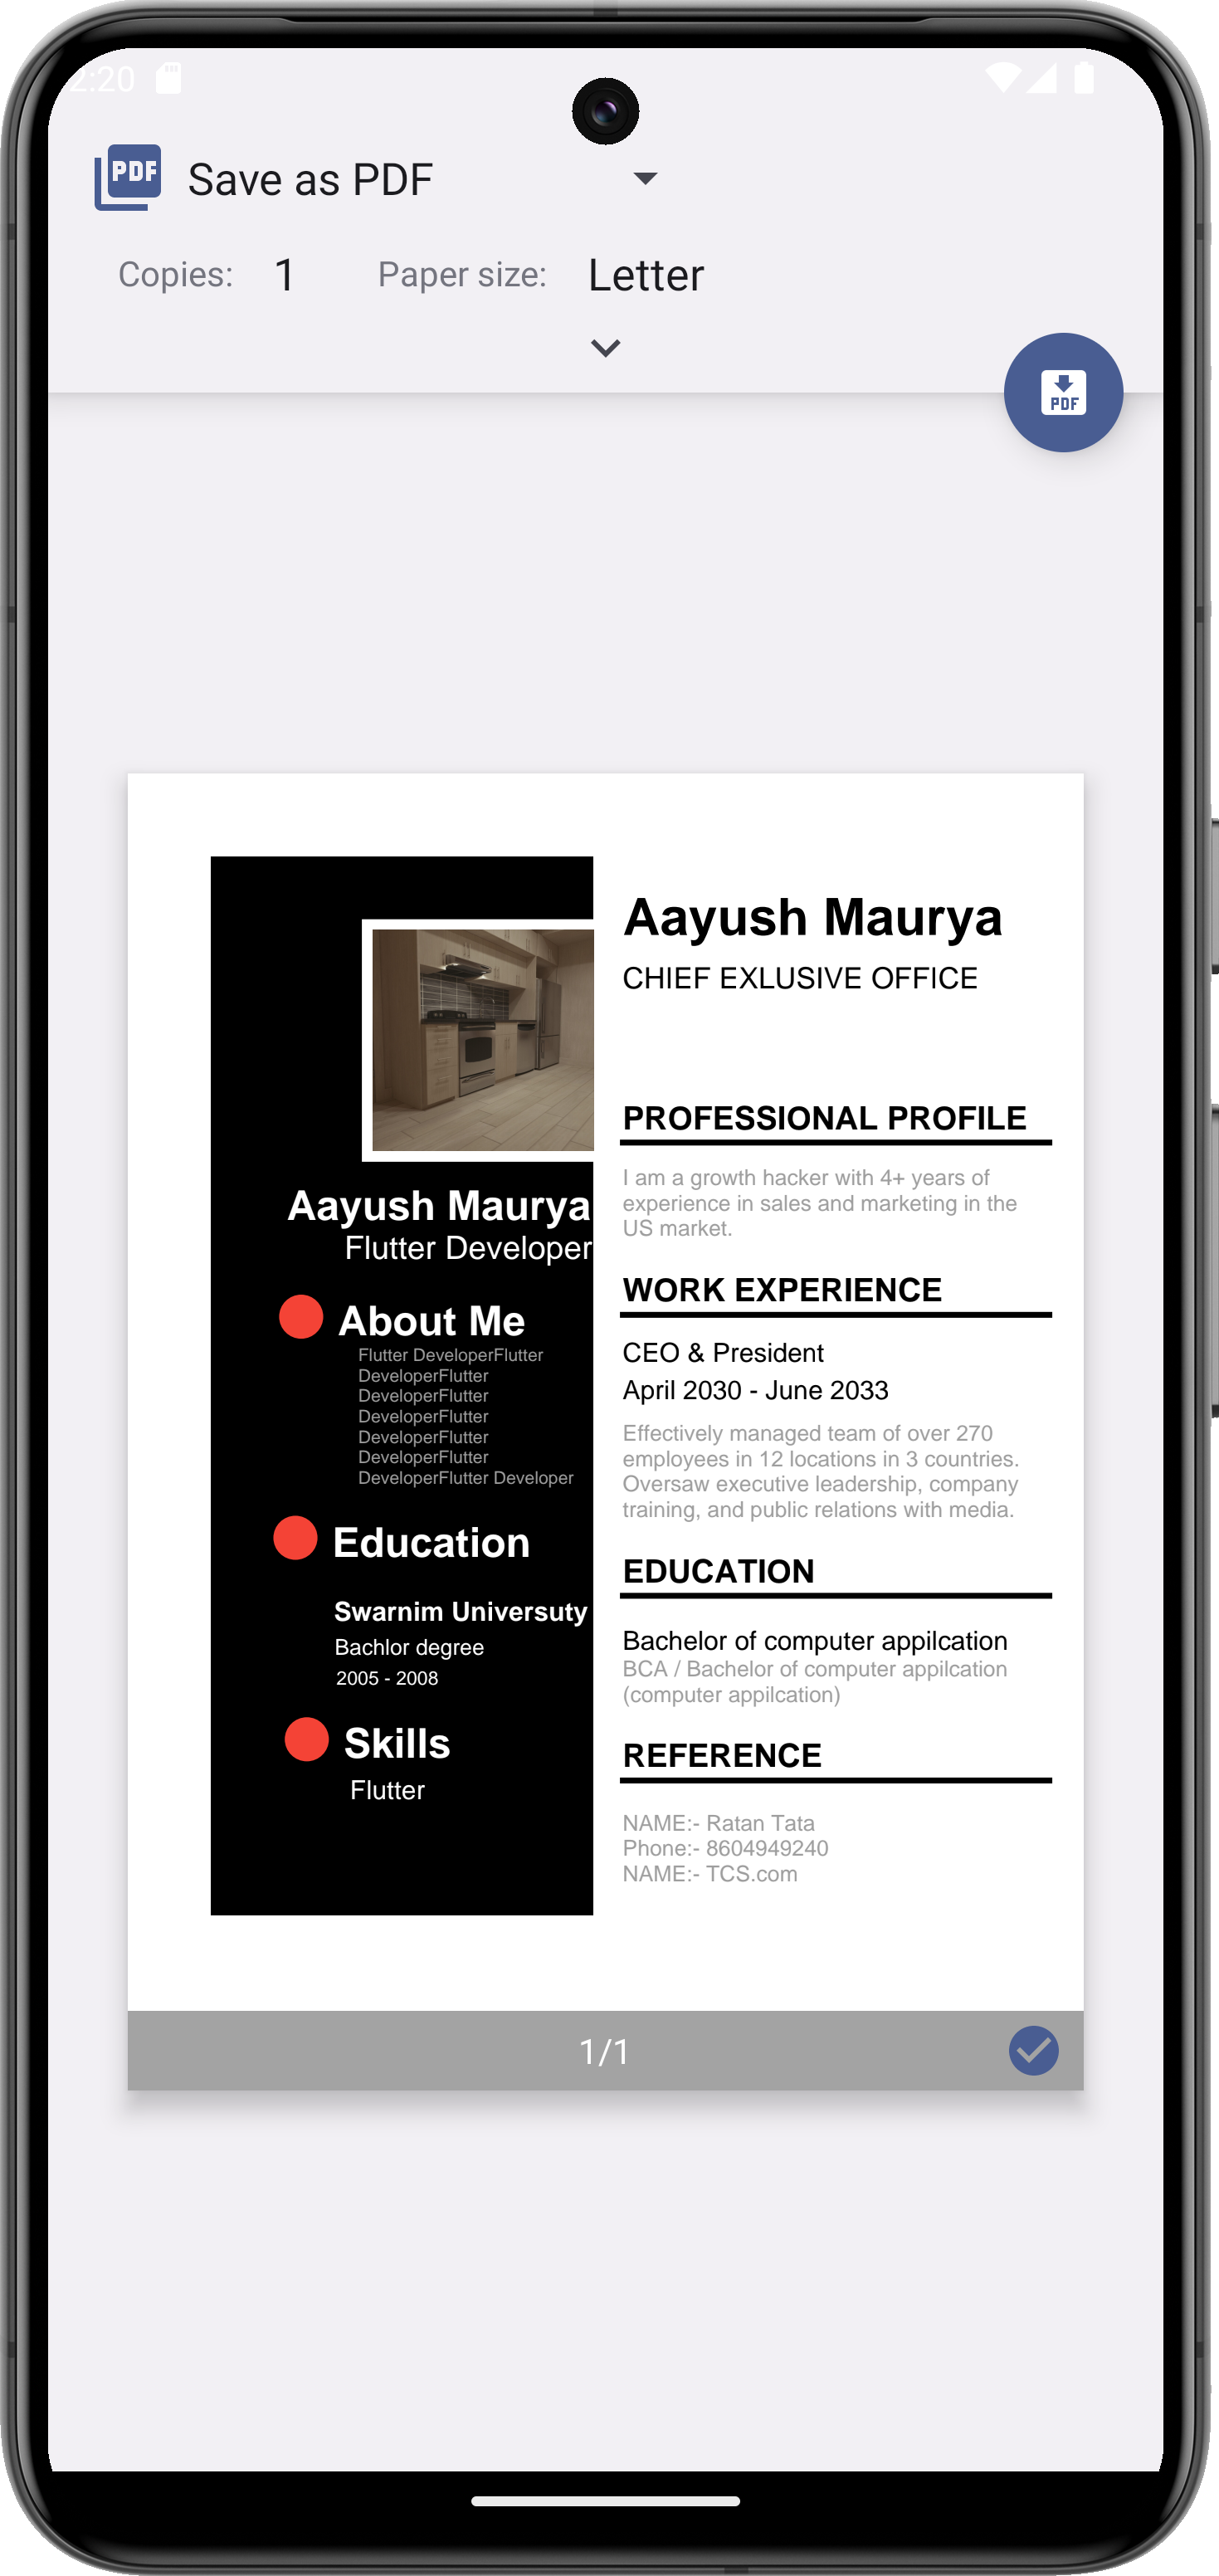 2:20
PDF
Save as PDF
Copies: 1 Paper size: Letter
PDF
Aayush Maurya
Flutter Developer
About Me
Flutter DeveloperFlutter
DeveloperFlutter
DeveloperFlutter
DeveloperFlutter
DeveloperFlutter
DeveloperFlutter
DeveloperFlutter Developer
Education
Swarnim Universuty
Bachlor degree
2005 - 2008
Skills
Flutter
Aayush Maurya
CHIEF EXLUSIVE OFFICE
PROFESSIONAL PROFILE
I am a growth hacker with 4+ years of
experience in sales and marketing in the
US market.
WORK EXPERIENCE
CEO & President
April 2030 - June 2033
Effectively managed team of over 270
employees in 12 locations in 3 countries.
Oversaw executive leadership, company
training, and public relations with media.
EDUCATION
Bachelor of computer appilcation
BCA / Bachelor of computer appilcation
(computer appilcation)
REFERENCE
NAME:- Ratan Tata
Phone:- 8604949240
NAME:- TCS.com
1/1